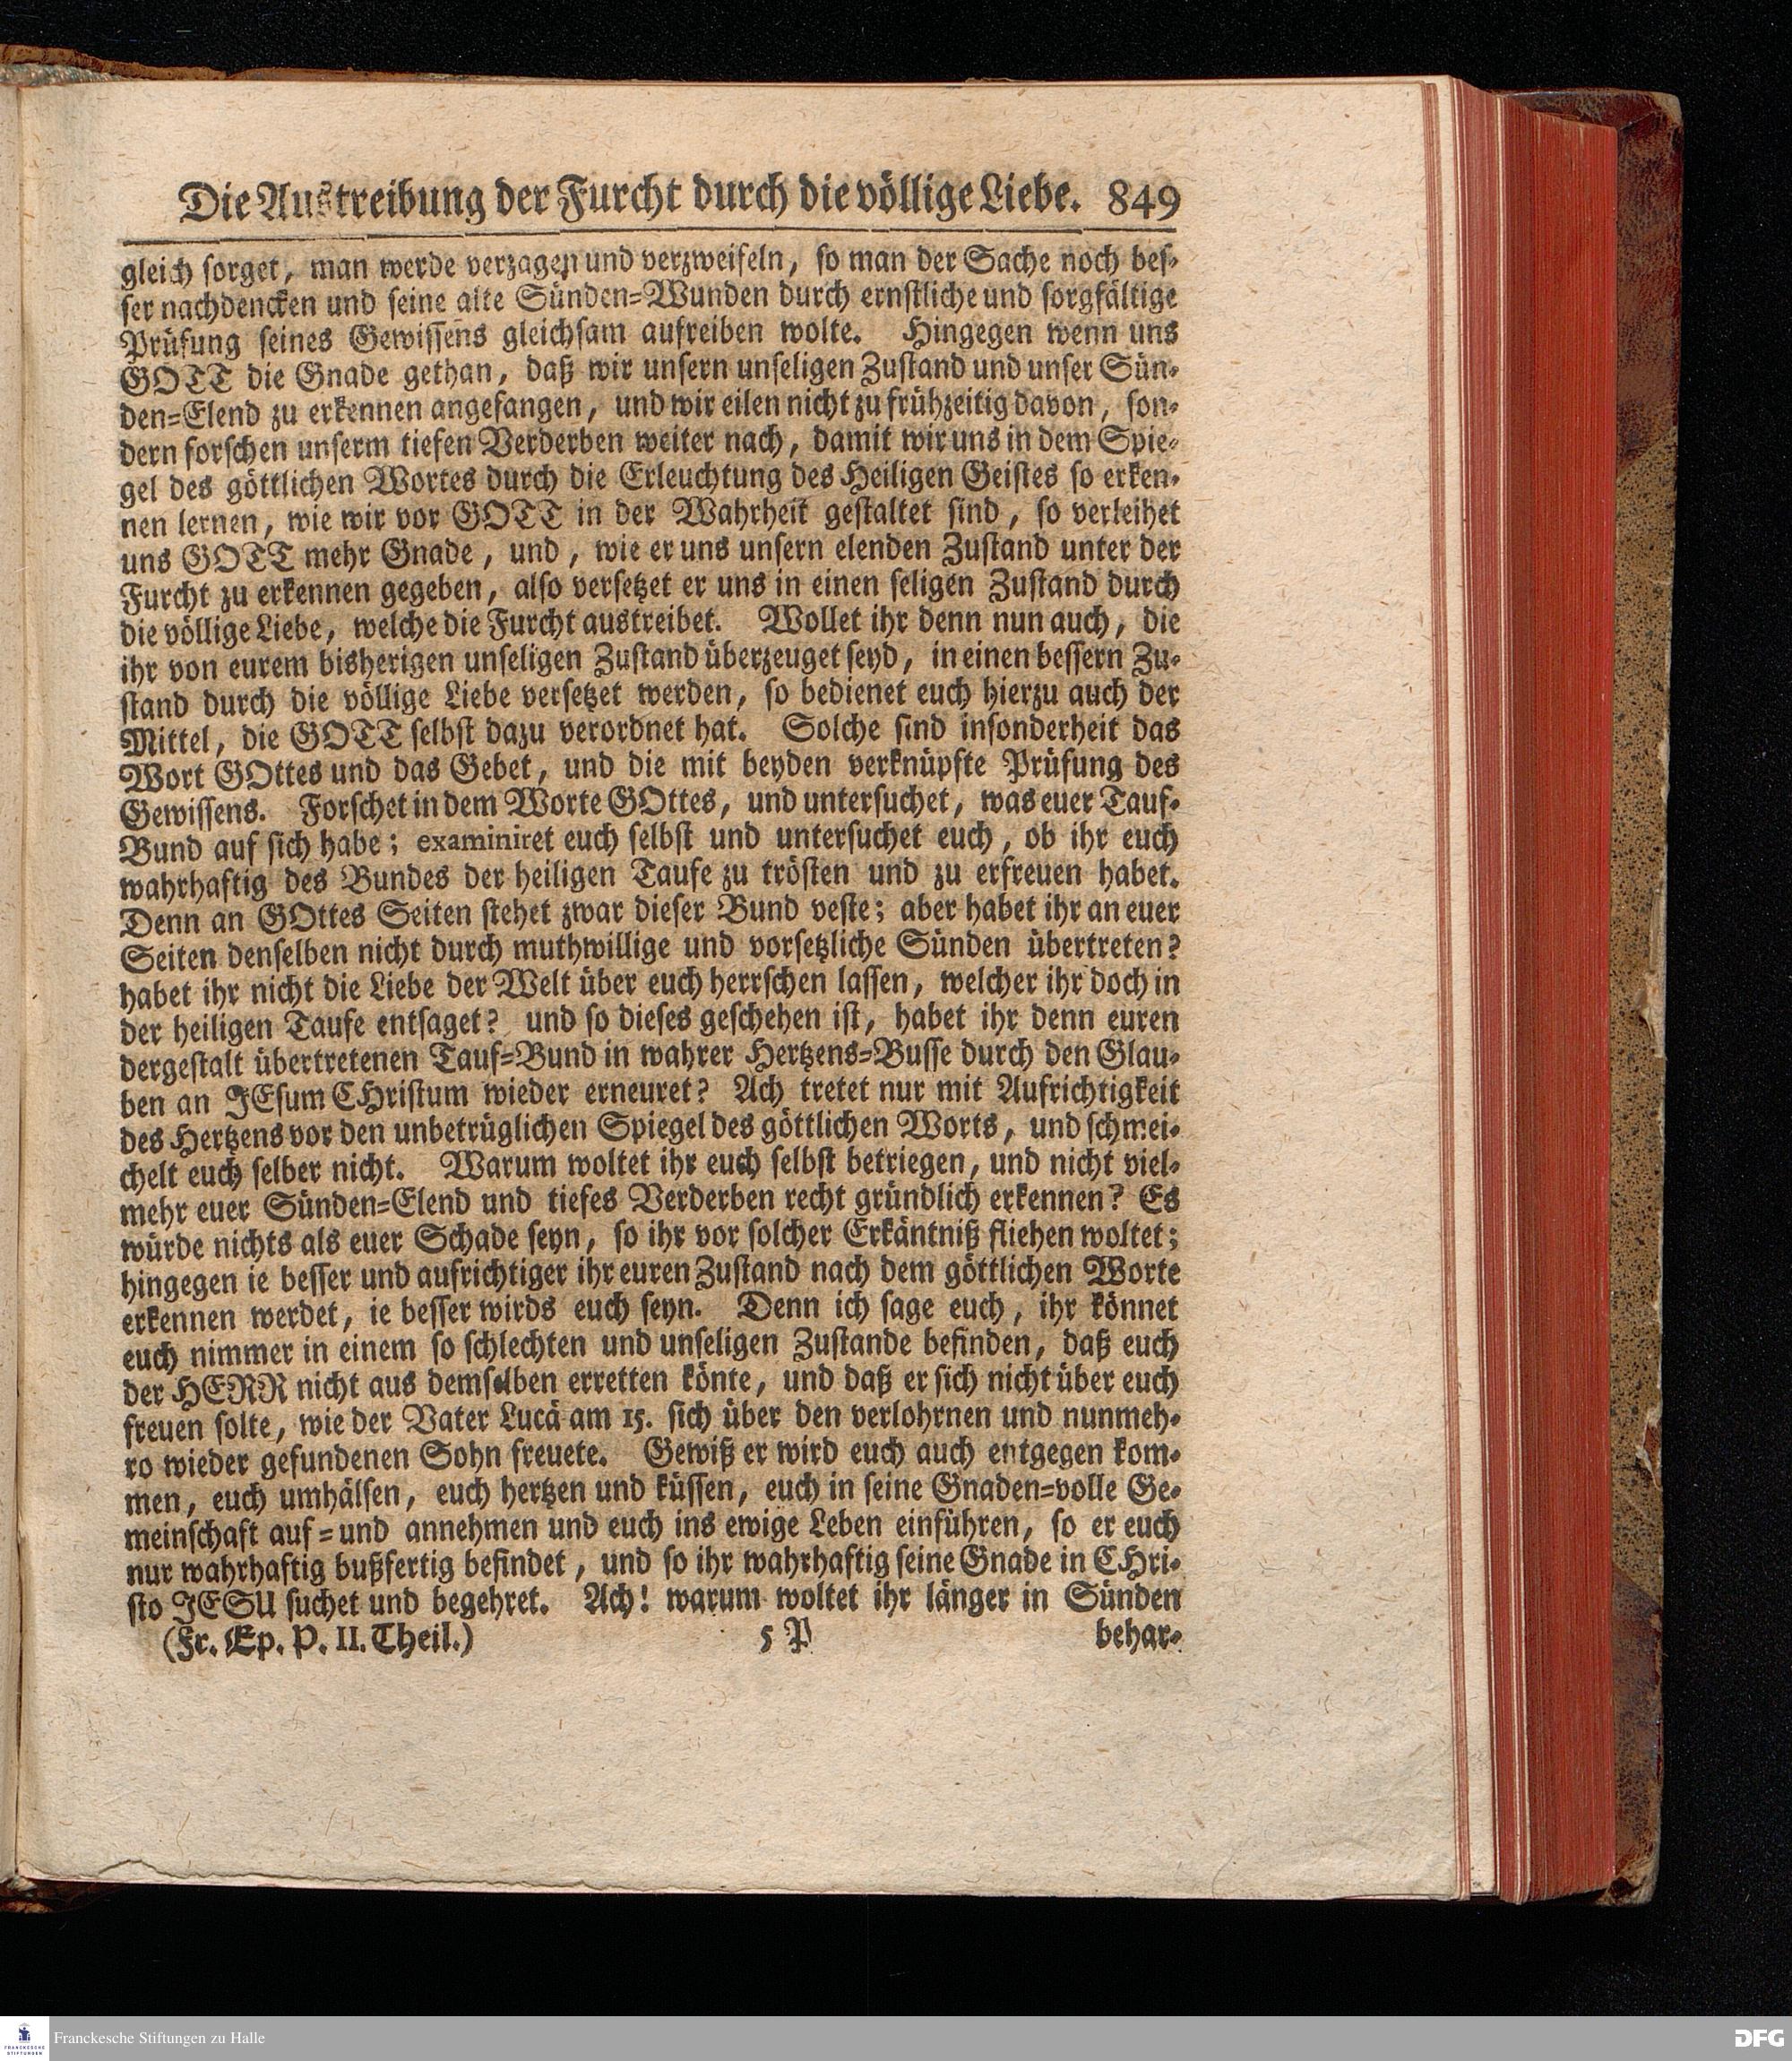 Die Austreibung der Furcht durch die völlige Liebe. 849
gleich sorget, man werde verzagen und verzweifeln, so man der Sache noch bes-
ser nachdencken und seine alte Sünden-Wunden durch ernstliche und sorgfältige
Prüfung seines Gewissens gleichsam aufreiben wolte. Hingegen wenn uns
GOTT die Gnade gethan, daß wir unsern unseligen Zustand und unser Sün-
den-Elend zu erkennen angefangen, und wir eilen nicht zu frühzeitig davon, son-
dern forschen unserm tiefen Verderben weiter nach, damit wir uns in dem Spie-
gel des göttlichen Wortes durch die Erleuchtung des Heiligen Geistes so erken-
nen lernen, wie wir vor GOTT in der Wahrheit gestaltet sind, so verleihet
uns GOTT mehr Gnade, und, wie er uns unsern elenden Zustand unter der
Furcht zu erkennen gegeben, also versetzet er uns in einen seligen Zustand durch
die völlige Liebe, welche die Furcht austreibet. Wollet ihr denn nun auch, die
ihr von eurem bisherigen unseligen Zustand überzeuget seyd, in einen bessern Zu-
stand durch die völlige Liebe versetzet werden, so bedienet euch hierzu auch der
Mittel, die GOTT selbst dazu verordnet hat. Solche sind insonderheit das
Wort GOttes und das Gebet, und die mit beyden verknüpfte Prüfung des
Gewissens. Forschet in dem Worte GOttes, und untersuchet, was euer Tauf-
Bund auf sich habe; examiniret euch selbst und untersuchet euch, ob ihr euch
wahrhaftig des Bundes der heiligen Taufe zu trösten und zu erfreuen habet.
Denn an GOttes Seiten stehet zwar dieser Bund veste; aber habet ihr an euer
Seiten denselben nicht durch muthwillige und vorsetzliche Sünden übertreten?
habet ihr nicht die Liebe der Welt über euch herrschen lassen, welcher ihr doch in
der heiligen Taufe entsaget? und so dieses geschehen ist, habet ihr denn euren
dergestalt übertretenen Tauf-Bund in wahrer Hertzens-Busse durch den Glau-
ben an JEsum CHristum wieder erneuret? Ach tretet nur mit Aufrichtigkeit
des Hertzens vor den unbetrüglichen Spiegel des göttlichen Worts, und schmei-
chelt euch selber nicht. Warum woltet ihr euch selbst betriegen, und nicht viel-
mehr euer Sünden-Elend und tiefes Verderben recht gründlich erkennen? Es
würde nichts als euer Schade seyn, so ihr vor solcher Erkäntniß fliehen woltet;
hingegen ie besser und aufrichtiger ihr euren Zustand nach dem göttlichen Worte
erkennen werdet, ie besser wirds euch seyn. Denn ich sage euch, ihr könnet
euch nimmer in einem so schlechten und unseligen Zustande befinden, daß euch
der HERR nicht aus demselben erretten könte, und daß er sich nicht über euch
freuen solte, wie der Vater Lucä am 15. sich über den verlohrnen und nunmeh-
ro wieder gefundenen Sohn freuete. Gewiß er wird euch auch entgegen kom-
men, euch umhälsen, euch hertzen und küssen, euch in seine Gnaden-volle Ge-
meinschaft auf- und annehmen und euch ins ewige Leben einführen, so er euch
nur wahrhaftig bußfertig befindet, und so ihr wahrhaftig seine Gnade in CHri-
sto JESU suchet und begehret. Ach! warum woltet ihr länger in Sünden
(Fr. Ep. P. II. Theil.) 5 P behar-
FRANCKESCHE STIFTUNGEN
Franckesche Stiftungen zu Halle
DFG